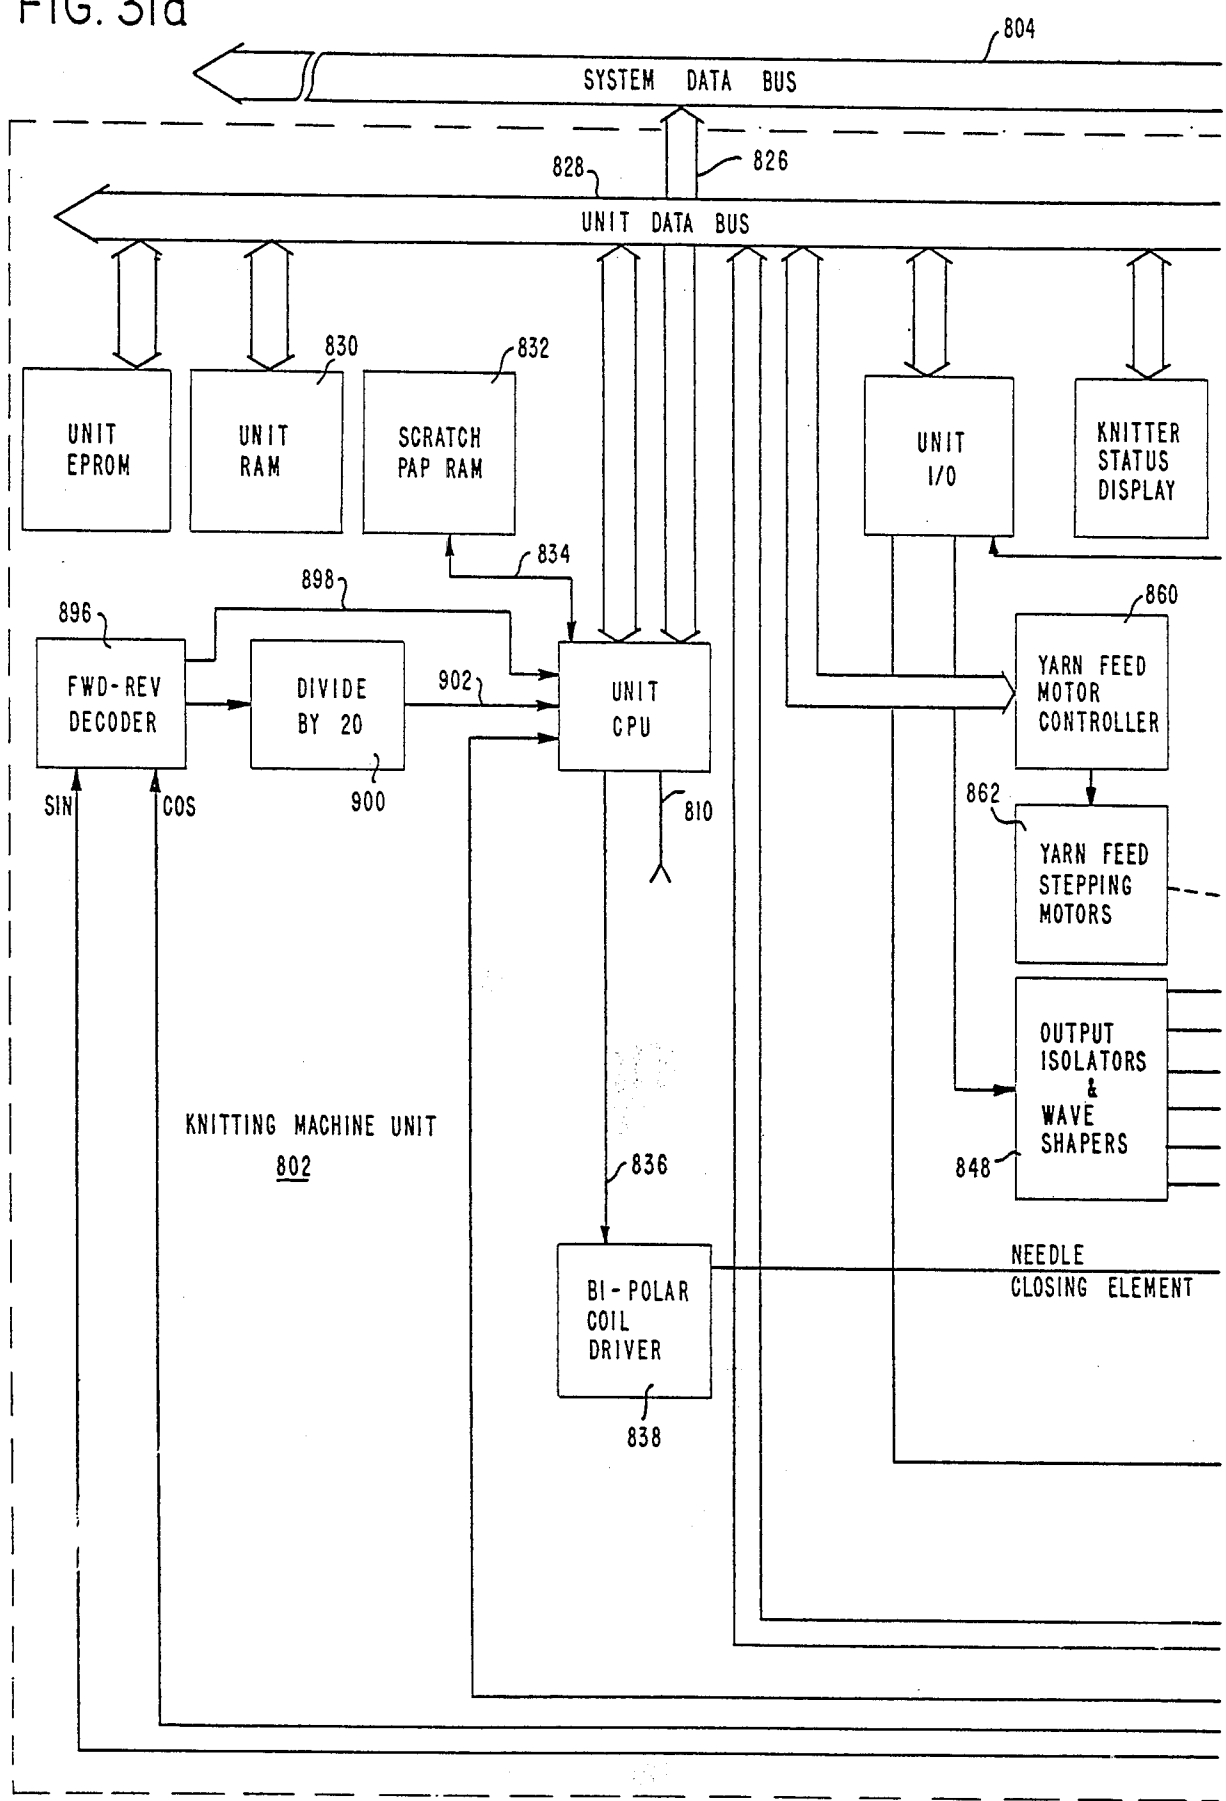 FIG. 31a
804
SYSTEM DATA BUS
828
826
UNIT DATA BUS
830
832
UNIT
EPROM
UNIT
RAM
SCRATCH
PAP RAM
UNIT
I/O
KNITTER
STATUS
DISPLAY
834
898
896
860
FWD-REV
DECODER
DIVIDE
BY 20
902
UNIT
CPU
YARN FEED
MOTOR
CONTROLLER
SIN
COS
900
810
862
YARN FEED
STEPPING
MOTORS
OUTPUT
ISOLATORS
&
WAVE
SHAPERS
848
KNITTING MACHINE UNIT
802
836
NEEDLE
CLOSING ELEMENT
BI-POLAR
COIL
DRIVER
838